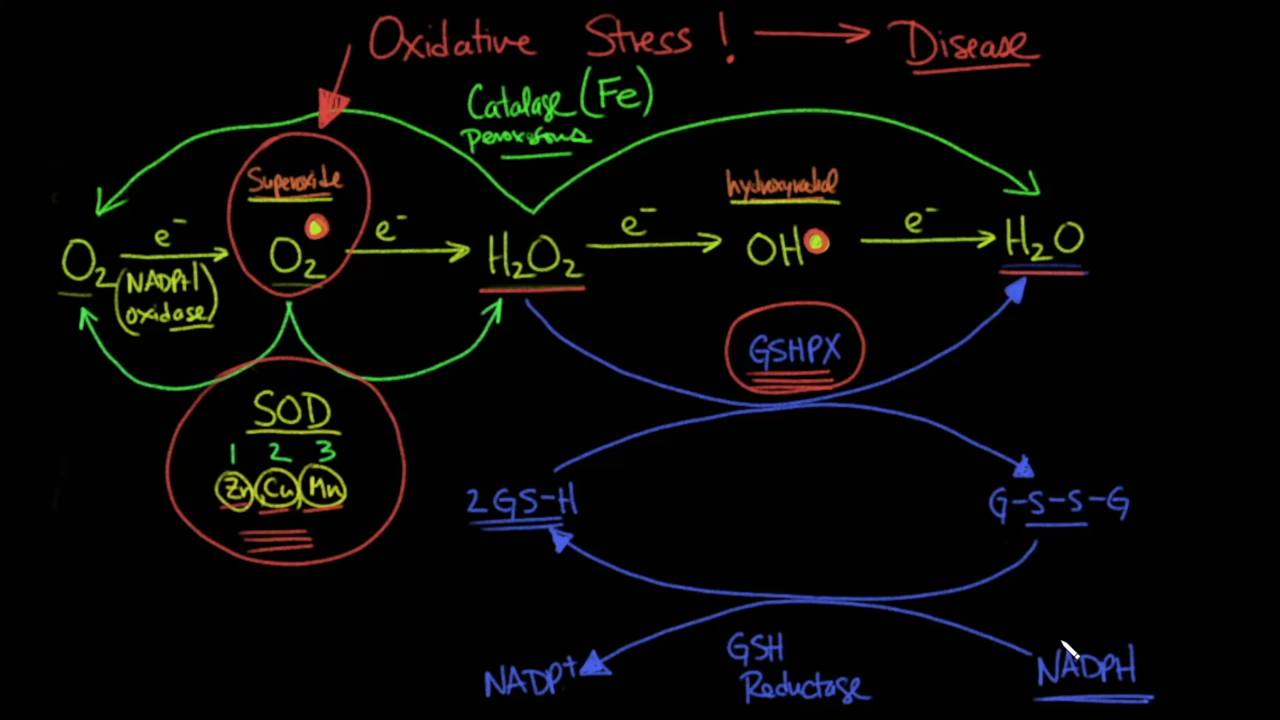 Oxidative Stress! → Disease
Catalase (Fe)
Superoxide
hydroxyradial
O₂
e⁻
(NADPH
oxidase)
O₂
e⁻
H₂O₂
e⁻
OH
e⁻
H₂O
GSHPX
SOD
1 2 3
Zn Cu Mn
2GS-H
G-S-S-G
GSH
Reductase
NADP⁺
NADPH